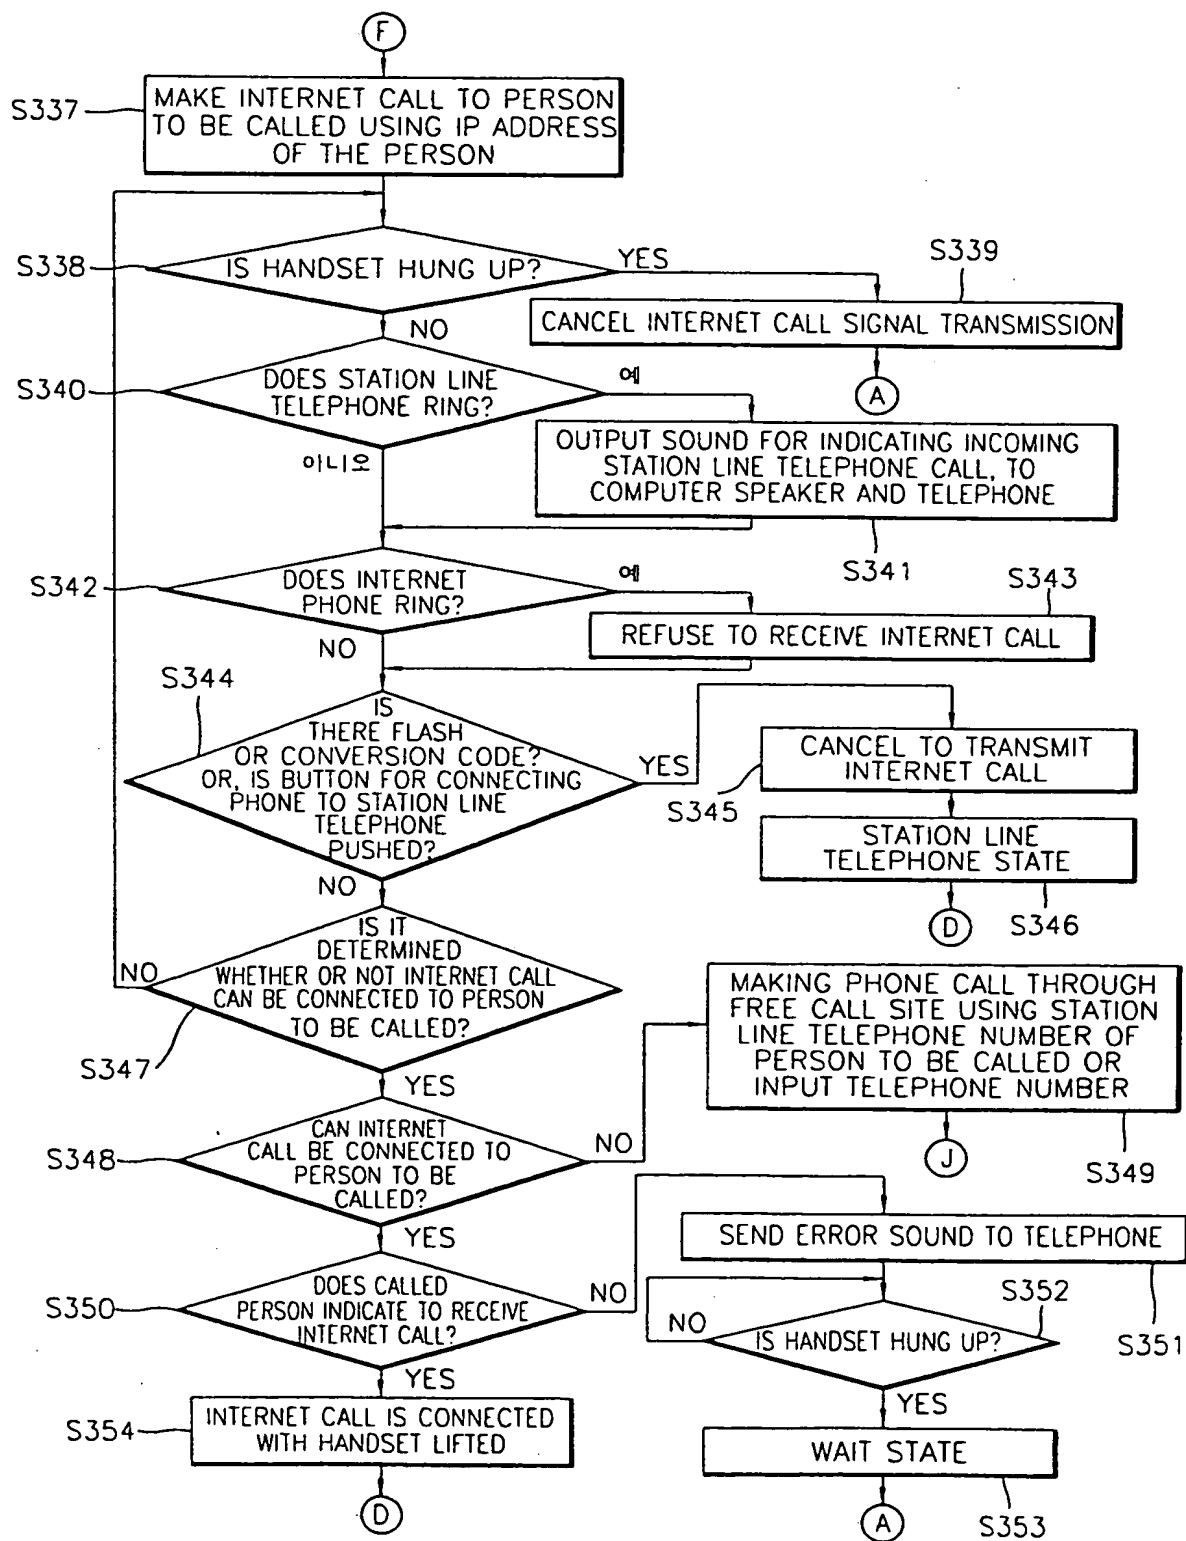 F
S337
MAKE INTERNET CALL TO PERSON
TO BE CALLED USING IP ADDRESS
OF THE PERSON
S338
IS HANDSET HUNG UP?
YES
S339
CANCEL INTERNET CALL SIGNAL TRANSMISSION
A
NO
S340
DOES STATION LINE
TELEPHONE RING?
예
OUTPUT SOUND FOR INDICATING INCOMING
STATION LINE TELEPHONE CALL, TO
COMPUTER SPEAKER AND TELEPHONE
S341
아니오
S342
DOES INTERNET
PHONE RING?
예
S343
REFUSE TO RECEIVE INTERNET CALL
NO
S344
IS
THERE FLASH
OR CONVERSION CODE?
OR, IS BUTTON FOR CONNECTING
PHONE TO STATION LINE
TELEPHONE
PUSHED?
YES
CANCEL TO TRANSMIT
INTERNET CALL
S345
STATION LINE
TELEPHONE STATE
S346
D
NO
IS IT
DETERMINED
WHETHER OR NOT INTERNET CALL
CAN BE CONNECTED TO PERSON
TO BE CALLED?
NO
S347
YES
S348
CAN INTERNET
CALL BE CONNECTED TO
PERSON TO BE
CALLED?
NO
MAKING PHONE CALL THROUGH
FREE CALL SITE USING STATION
LINE TELEPHONE NUMBER OF
PERSON TO BE CALLED OR
INPUT TELEPHONE NUMBER
S349
J
YES
S350
DOES CALLED
PERSON INDICATE TO RECEIVE
INTERNET CALL?
NO
SEND ERROR SOUND TO TELEPHONE
S351
S352
IS HANDSET HUNG UP?
NO
YES
WAIT STATE
S353
A
YES
S354
INTERNET CALL IS CONNECTED
WITH HANDSET LIFTED
D